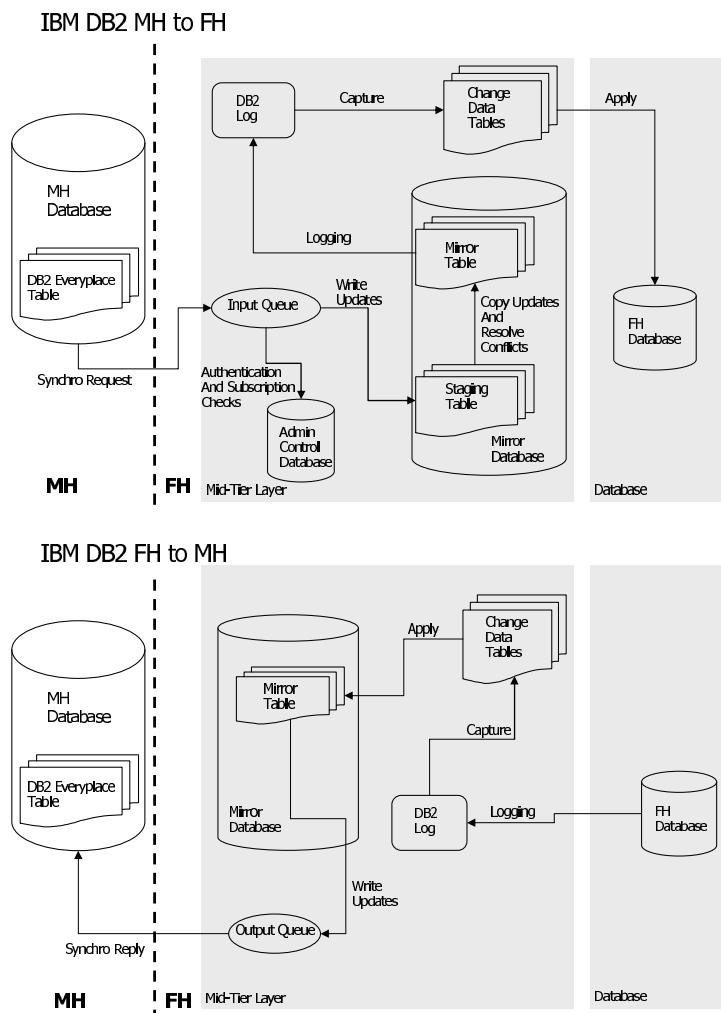 IBM DB2 MH to FH
DB2
Log
Capture
Change
Data
Tables
Apply
MH
Database
DB2 Everyplace
Table
Logging
Mirror
Table
Input Queue
Write
Updates
Copy Updates
And
Resolve
Conflicts
FH
Database
Synchro Request
Authentication
And Subscription
Checks
Staging
Table
Admin
Controll
Database
Mirror
Database
MH
FH
Mid-Tier Layer
Database
IBM DB2 FH to MH
Change
Data
Tables
Apply
MH
Database
Mirror
Table
Capture
DB2 Everyplace
Table
Mirror
Database
DB2
Log
Logging
FH
Database
Write
Updates
Output Queue
Synchro Reply
MH
FH
Mid-Tier Layer
Database